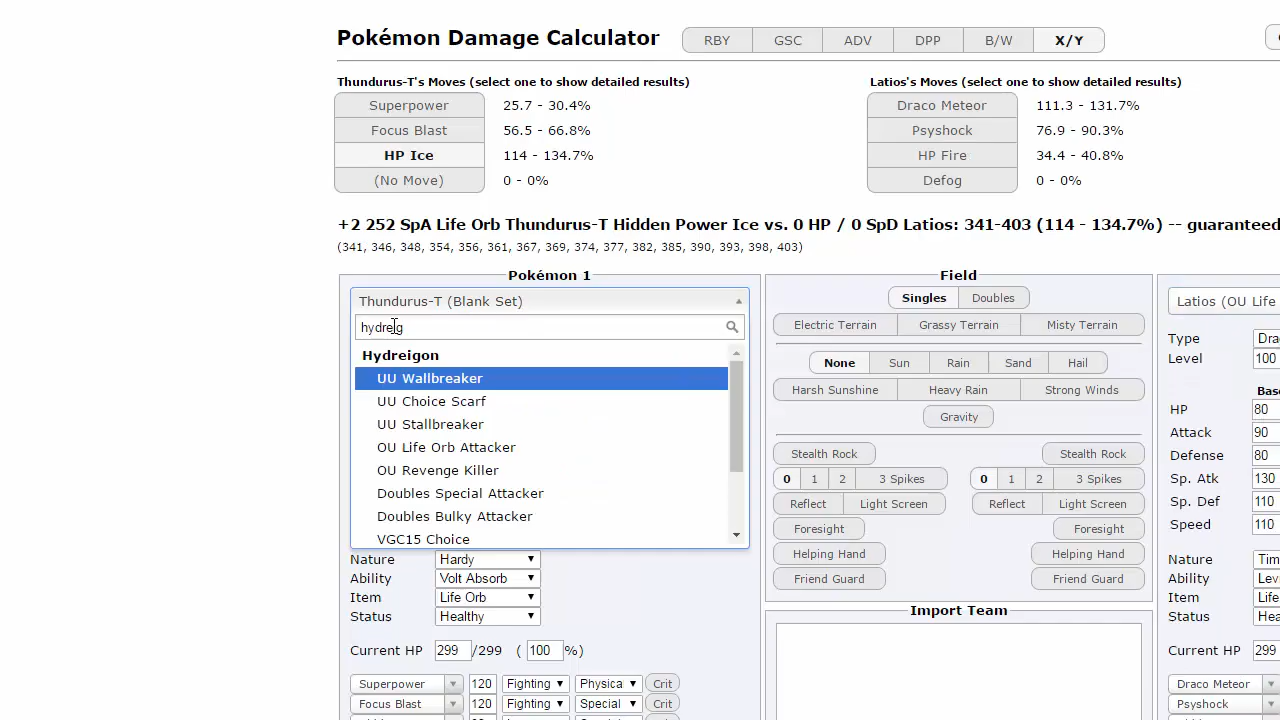 Pokémon Damage Calculator RBY GSC ADV DPP B/W X/Y
Thundurus-T's Moves (select one to show detailed results)
Superpower 25.7 - 30.4%
Focus Blast 56.5 - 66.8%
HP Ice 114 - 134.7%
(No Move) 0 - 0%
Latios's Moves (select one to show detailed results)
Draco Meteor 111.3 - 131.7%
Psyshock 76.9 - 90.3%
HP Fire 34.4 - 40.8%
Defog 0 - 0%
+2 252 SpA Life Orb Thundurus-T Hidden Power Ice vs. 0 HP / 0 SpD Latios: 341-403 (114 - 134.7%) -- guaranteed
(341, 346, 348, 354, 356, 361, 367, 369, 374, 377, 382, 385, 390, 393, 398, 403)
Pokémon 1
Thundurus-T (Blank Set)
hydreig
Hydreigon
UU Wallbreaker
UU Choice Scarf
UU Stallbreaker
OU Life Orb Attacker
OU Revenge Killer
Doubles Special Attacker
Doubles Bulky Attacker
VGC15 Choice
Nature Hardy
Ability Volt Absorb
Item Life Orb
Status Healthy
Current HP 299 /299 ( 100 %)
Superpower 120 Fighting Physica Crit
Focus Blast 120 Fighting Special Crit
Field
Singles Doubles
Electric Terrain Grassy Terrain Misty Terrain
None Sun Rain Sand Hail
Harsh Sunshine Heavy Rain Strong Winds
Gravity
Stealth Rock Stealth Rock
0 1 2 3 Spikes 0 1 2 3 Spikes
Reflect Light Screen Reflect Light Screen
Foresight Foresight
Helping Hand Helping Hand
Friend Guard Friend Guard
Import Team
Latios (OU Life
Type Dra
Level 100
Bas
HP 80
Attack 90
Defense 80
Sp. Atk 130
Sp. Def 110
Speed 110
Nature Tim
Ability Lev
Item Life
Status Hea
Current HP 299
Draco Meteor
Psyshock